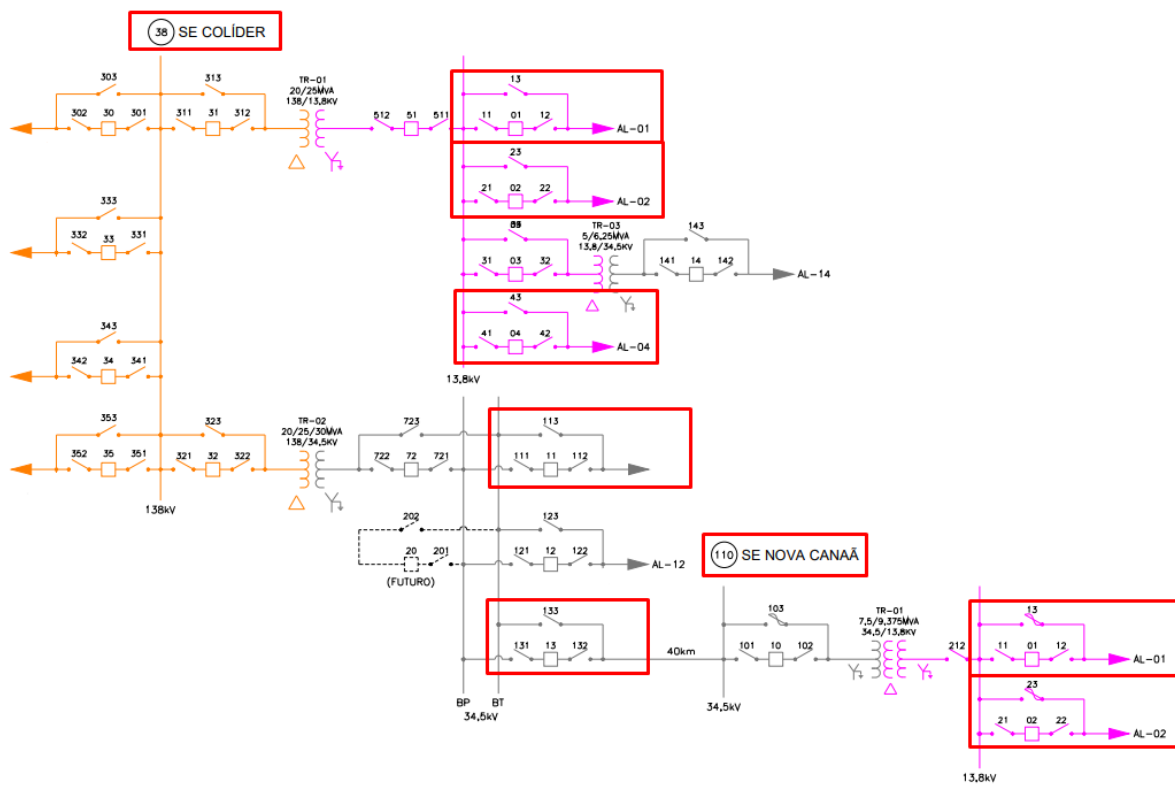 38 SE COLÍDER
303
313
TR-01
20/25MVA
138/13,8KV
13
302 30 301
311 31 312
512 51 511
11 01 12
AL-01
23
21 02 22
AL-02
333
332 33 331
TR-03
5/6,25MVA
13,8/34,5KV
143
31 03 32
141 14 142
AL-14
43
343
41 04 42
AL-04
342 34 341
13,8kV
353
323
TR-02
20/25/30MVA
138/34,5KV
723
113
352 35 351
321 32 322
722 72 721
111 11 112
138kV
202
123
20 201
121 12 122
AL-12
(FUTURO)
110 SE NOVA CANAÃ
133
103
TR-01
7,5/9,375MVA
34,5/13,8KV
13
131 13 132
40km
101 10 102
212
11 01 12
AL-01
23
BP BT
34,5kV
34,5kV
21 02 22
AL-02
13,8kV